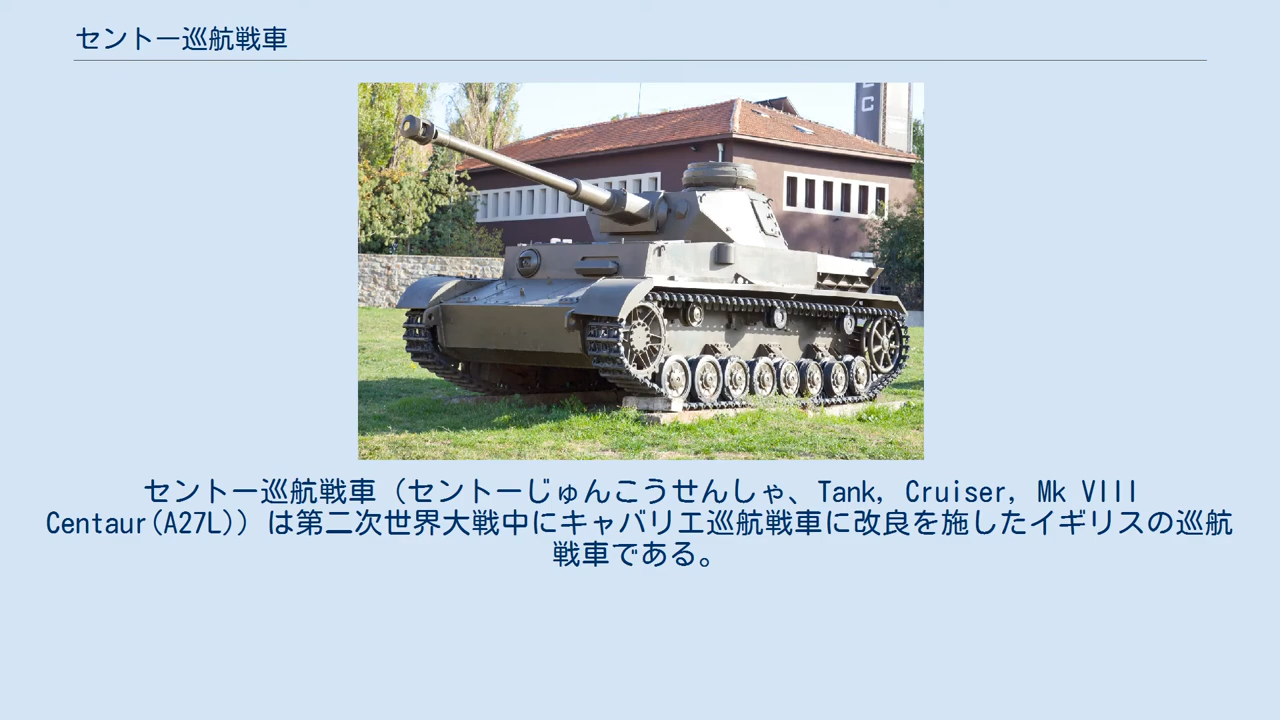 セントー巡航戦車
C
セントー巡航戦車（セントーじゅんこうせんしゃ、Tank, Cruiser, Mk VIII
Centaur(A27L)）は第二次世界大戦中にキャバリエ巡航戦車に改良を施したイギリスの巡航
戦車である。